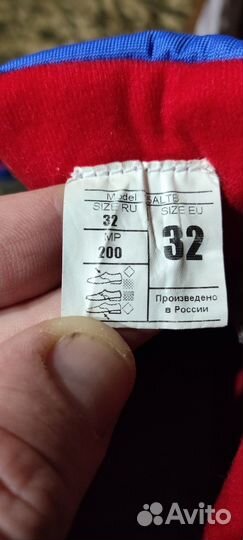 Model SALTB
SIZE RU SIZE EU
32
MP
200
32
Произведено
в России
Avito